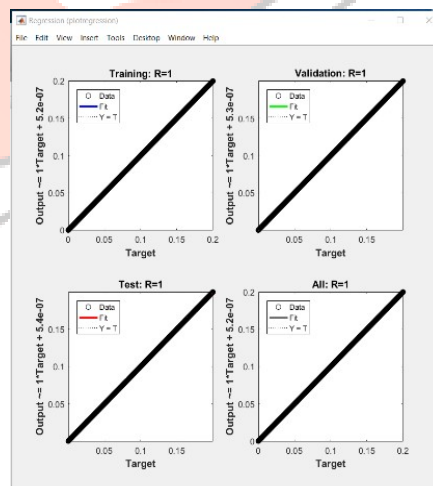 Regression (plotregression)
File Edit View Insert Tools Desktop Window Help
Training: R=1
Output ~= 1*Target + 5.2e-07
0.2
0.15
0.1
0.05
0
Data
Fit
Y = T
0 0.05 0.1 0.15 0.2
Target
Validation: R=1
Output ~= 1*Target + 5.3e-07
0.15
0.1
0.05
Data
Fit
Y = T
0.05 0.1 0.15
Target
Test: R=1
Output ~= 1*Target + 5.4e-07
0.15
0.1
0.05
Data
Fit
Y = T
0.05 0.1 0.15
Target
All: R=1
Output ~= 1*Target + 5.2e-07
0.2
0.15
0.1
0.05
0
Data
Fit
Y = T
0 0.05 0.1 0.15 0.2
Target